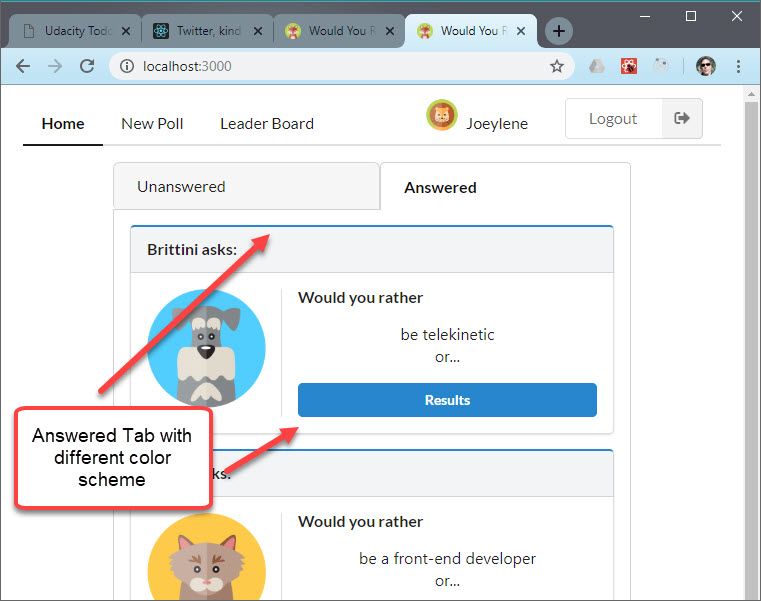 Udacity Todo
Twitter, kind
Would You R
Would You R
localhost:3000
Home
New Poll
Leader Board
Joeylene
Logout
Unanswered
Answered
Brittini asks:
Would you rather
be telekinetic
or...
Results
Answered Tab with
different color
scheme
ks:
Would you rather
be a front-end developer
or...